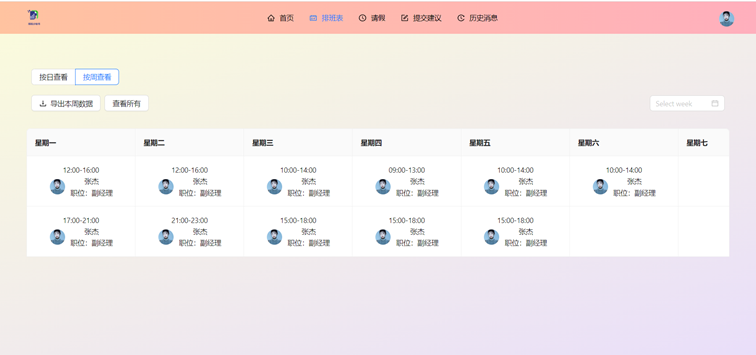 首页 排班表 请假 提交建议 历史消息
按日查看 按周查看
导出本周数据 查看所有 Select week
星期一 星期二 星期三 星期四 星期五 星期六 星期七
12:00-16:00 12:00-16:00 10:00-14:00 09:00-13:00 10:00-14:00 10:00-14:00
张杰 张杰 张杰 张杰 张杰 张杰
职位：副经理 职位：副经理 职位：副经理 职位：副经理 职位：副经理 职位：副经理
17:00-21:00 21:00-23:00 15:00-18:00 15:00-18:00 15:00-18:00
张杰 张杰 张杰 张杰 张杰
职位：副经理 职位：副经理 职位：副经理 职位：副经理 职位：副经理